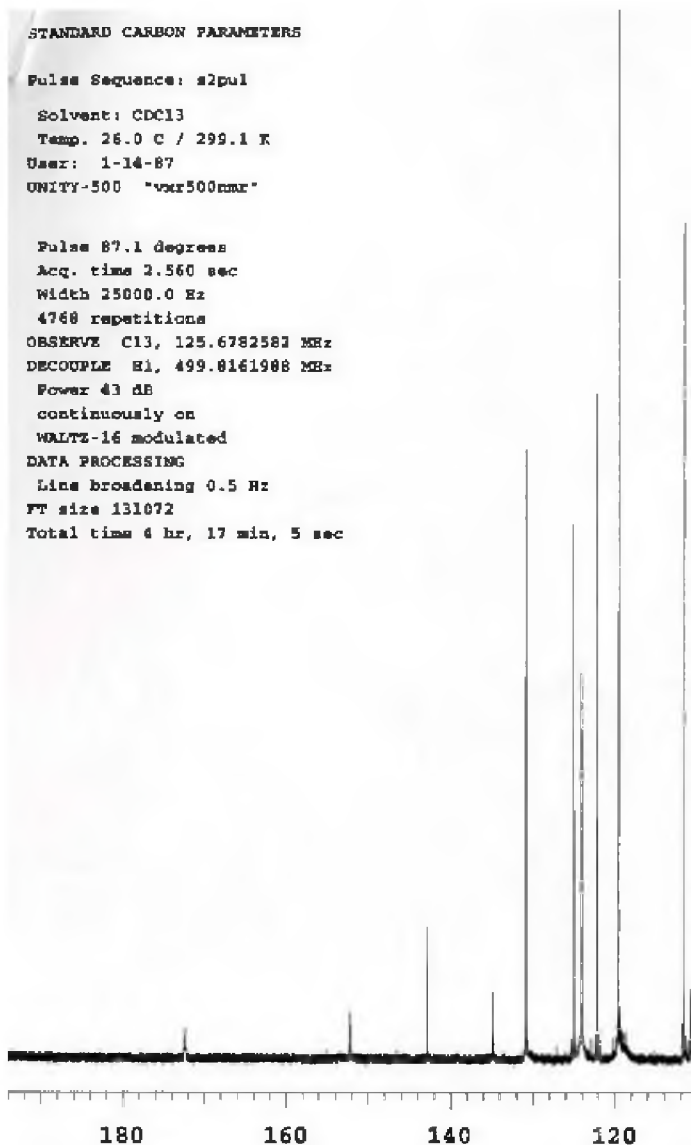 STANDARD CARBON PARAMETERS
Pulse Sequence: s2pul
Solvent: CDCl3
Temp. 26.0 C / 299.1 K
User: 1-14-87
UNITY-500 "vxr500nmr"
Pulse 87.1 degrees
Acq. time 2.560 sec
Width 25000.0 Hz
4768 repetitions
OBSERVE C13, 125.6782582 MHz
DECOUPLE H1, 499.8161988 MHz
Power 43 dB
continuously on
WALTZ-16 modulated
DATA PROCESSING
Line broadening 0.5 Hz
FT size 131072
Total time 4 hr, 17 min, 5 sec
180 160 140 120